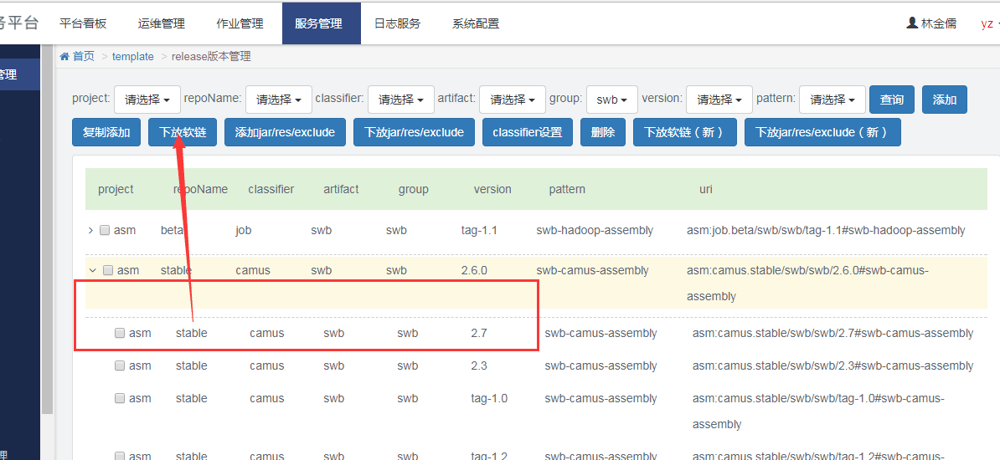 务平台 平台看板 运维管理 作业管理 服务管理 日志服务 系统配置 林金儒 yz
管理
首页 > template > release版本管理
project: 请选择 repoName: 请选择 classifier: 请选择 artifact: 请选择 group: swb version: 请选择 pattern: 请选择 查询 添加
复制添加 下放软链 添加jar/res/exclude 下放jar/res/exclude classifier设置 删除 下放软链（新） 下放jar/res/exclude（新）
project repoName classifier artifact group version pattern uri
asm beta job swb swb tag-1.1 swb-hadoop-assembly asm:job.beta/swb/swb/tag-1.1#swb-hadoop-assembly
asm stable camus swb swb 2.6.0 swb-camus-assembly asm:camus.stable/swb/swb/2.6.0#swb-camus-
assembly
asm stable camus swb swb 2.7 swb-camus-assembly asm:camus.stable/swb/swb/2.7#swb-camus-assembly
asm stable camus swb swb 2.3 swb-camus-assembly asm:camus.stable/swb/swb/2.3#swb-camus-assembly
asm stable camus swb swb tag-1.0 swb-camus-assembly asm:camus.stable/swb/swb/tag-1.0#swb-camus-
assembly
理 asm stable camus swb swb tag-1.2 swb-camus-assembly asm:camus.stable/swb/swb/tag-1.2#swb-camus-